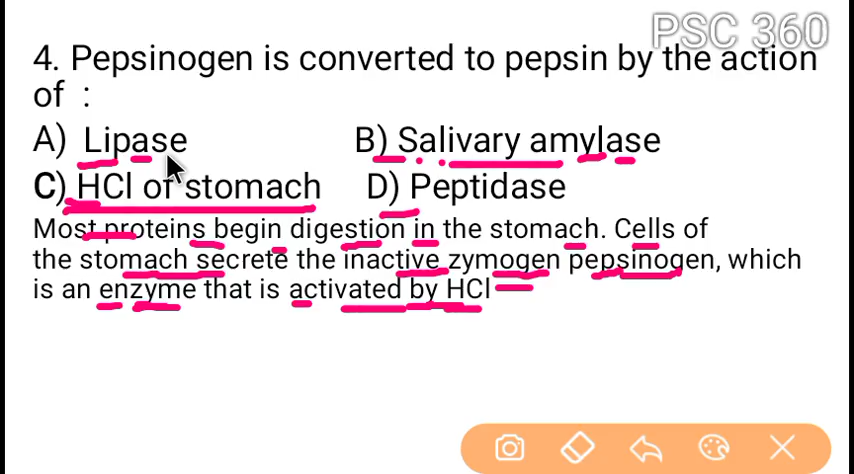 PSC 360
4. Pepsinogen is converted to pepsin by the action
of :
A) Lipase B) Salivary amylase
C) HCl of stomach D) Peptidase
Most proteins begin digestion in the stomach. Cells of
the stomach secrete the inactive zymogen pepsinogen, which
is an enzyme that is activated by HCl